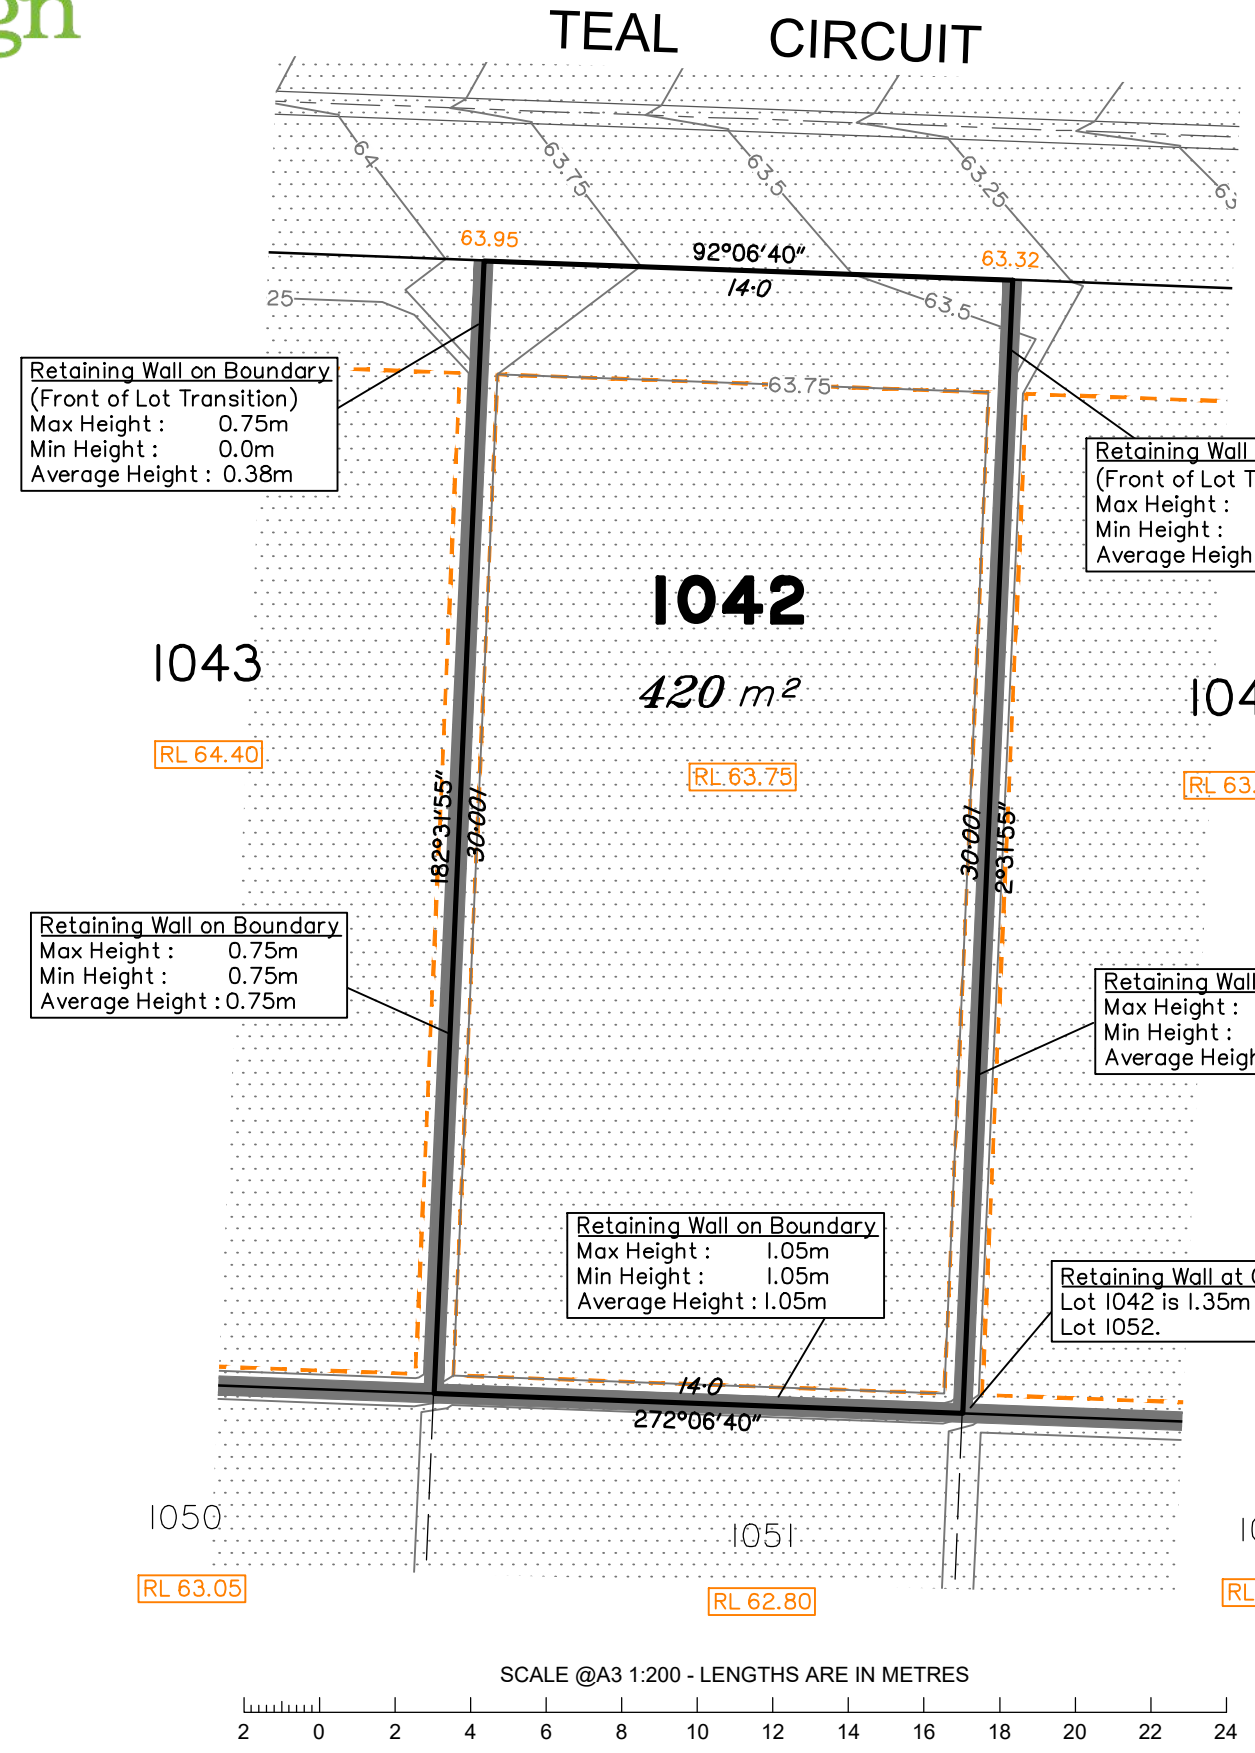 gn
TEAL CIRCUIT
64
63.75
63.5
63.25
63
63.95
92°06'40"
63.32
14·0
25
63.5
63.75
Retaining Wall on Boundary
(Front of Lot Transition)
Max Height : 0.75m
Min Height : 0.0m
Average Height : 0.38m
Retaining Wall
(Front of Lot T
Max Height :
Min Height :
Average Heigh
1042
420 m²
1043
104
RL 64.40
RL 63.75
RL 63.
182°31'55"
30·001
30·001
2°31'55"
Retaining Wall on Boundary
Max Height : 0.75m
Min Height : 0.75m
Average Height : 0.75m
Retaining Wall
Max Height :
Min Height :
Average Heigh
Retaining Wall on Boundary
Max Height : 1.05m
Min Height : 1.05m
Average Height : 1.05m
Retaining Wall at
Lot 1042 is 1.35m
Lot 1052.
14·0
272°06'40"
1050
1051
10
RL 63.05
RL 62.80
RL
SCALE @A3 1:200 - LENGTHS ARE IN METRES
2 0 2 4 6 8 10 12 14 16 18 20 22 24